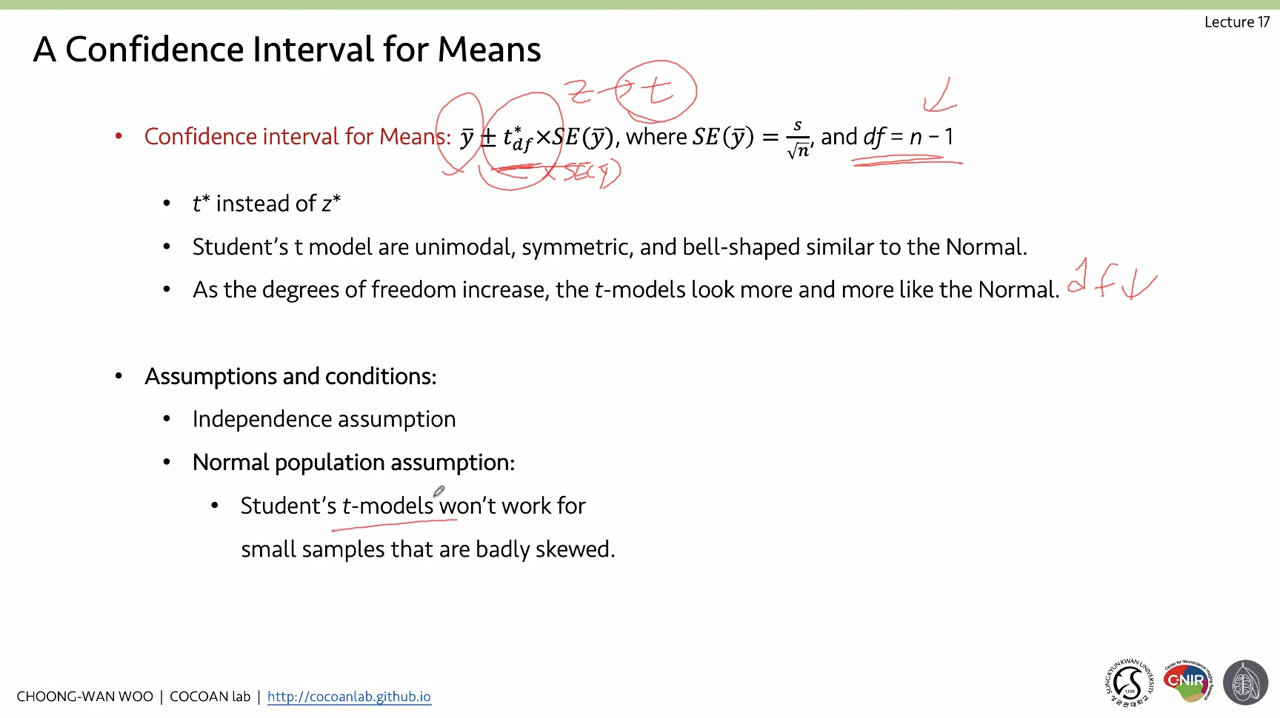 Lecture 17
A Confidence Interval for Means
z → t
• Confidence interval for Means: ȳ ± t*df×SE(ȳ), where SE(ȳ) = s/√n, and df = n − 1
× SE(ȳ)
• t* instead of z*
• Student's t model are unimodal, symmetric, and bell-shaped similar to the Normal.
• As the degrees of freedom increase, the t-models look more and more like the Normal. df ↓
• Assumptions and conditions:
• Independence assumption
• Normal population assumption:
• Student's t-models won't work for
small samples that are badly skewed.
CHOONG-WAN WOO | COCOAN lab | http://cocoanlab.github.io
CNIR